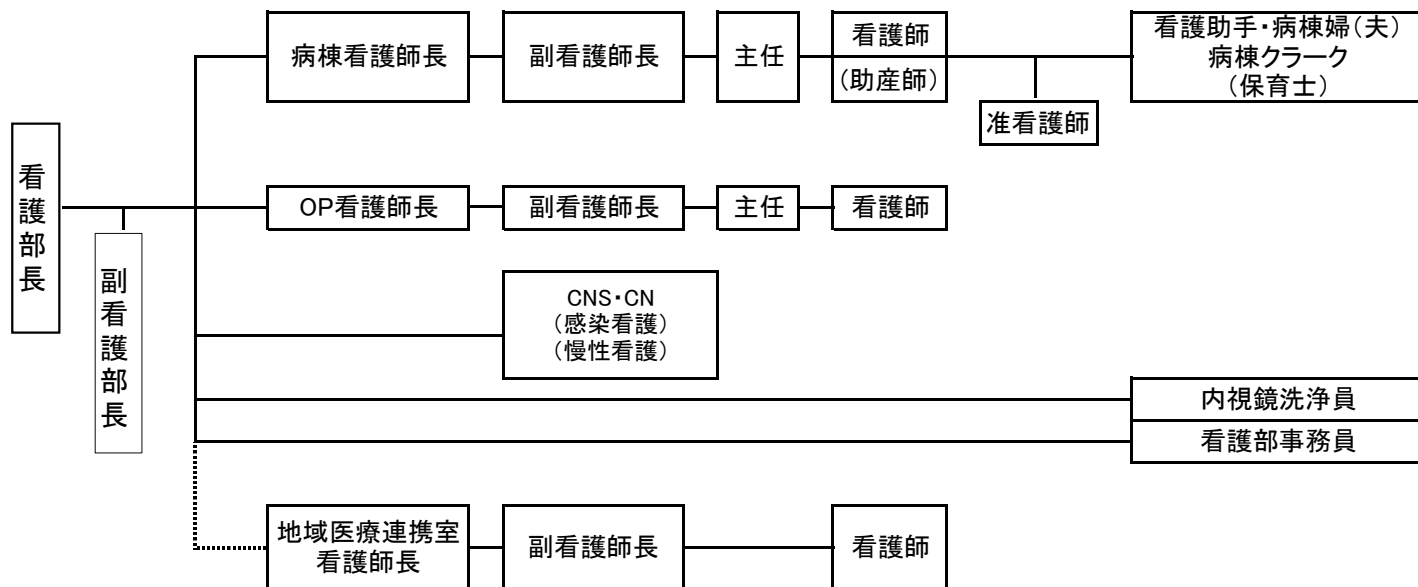 看護部長
副看護部長
病棟看護師長
副看護師長
主任
看護師
(助産師)
准看護師
看護助手・病棟婦(夫)
病棟クラーク
(保育士)
OP看護師長
副看護師長
主任
看護師
CNS・CN
(感染看護)
(慢性看護)
内視鏡洗浄員
看護部事務員
地域医療連携室
看護師長
副看護師長
看護師